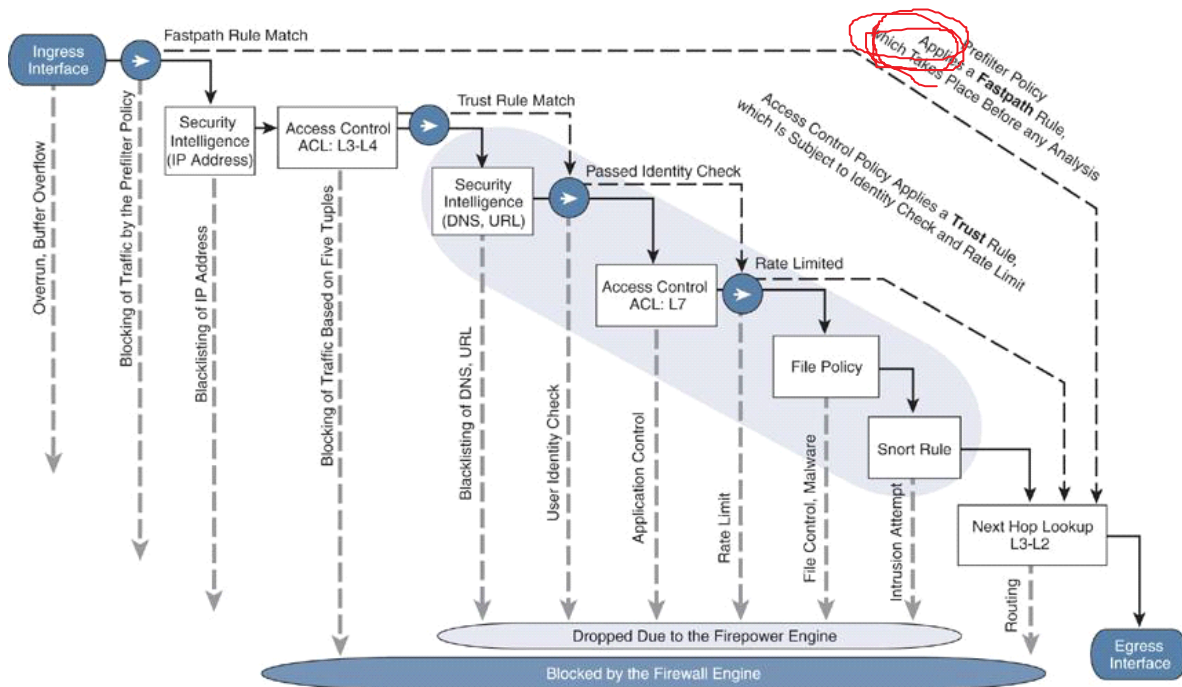 Ingress
Interface
Fastpath Rule Match
Prefilter Policy
Applies a Fastpath Rule,
which Takes Place Before any Analysis
Access Control Policy Applies a Trust Rule,
which Is Subject to Identity Check and Rate Limit
Security
Intelligence
(IP Address)
Access Control
ACL: L3-L4
Trust Rule Match
Security
Intelligence
(DNS, URL)
Passed Identity Check
Access Control
ACL: L7
Rate Limited
File Policy
Snort Rule
Next Hop Lookup
L3-L2
Overrun, Buffer Overflow
Blocking of Traffic by the Prefilter Policy
Blacklisting of IP Address
Blocking of Traffic Based on Five Tuples
Blacklisting of DNS, URL
User Identity Check
Application Control
Rate Limit
File Control, Malware
Intrusion Attempt
Routing
Dropped Due to the Firepower Engine
Blocked by the Firewall Engine
Egress
Interface